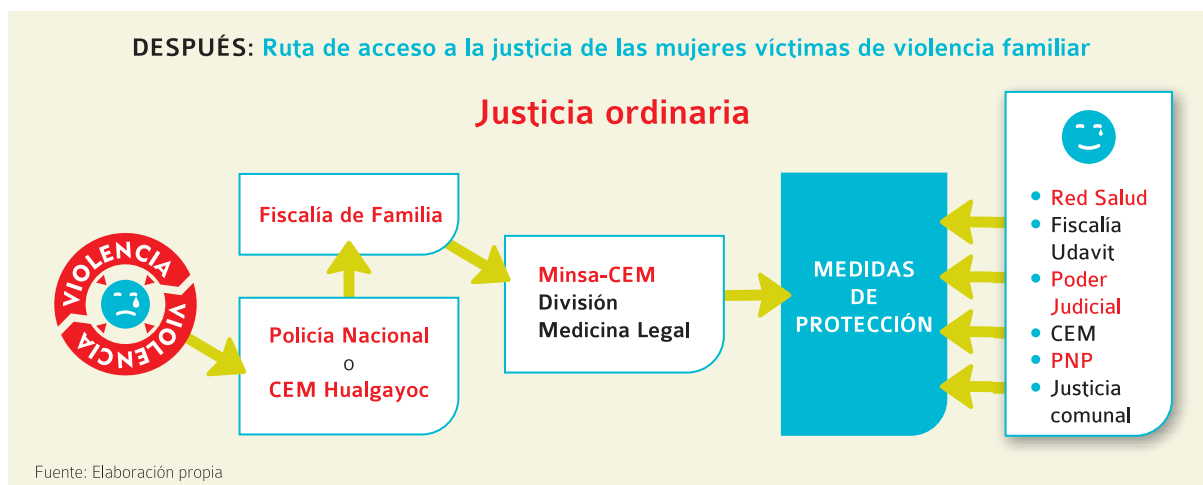 DESPUÉS: Ruta de acceso a la justicia de las mujeres víctimas de violencia familiar
Justicia ordinaria
VIOLENCIA
VIOLENCIA
VIOLENCIA
Fiscalía de Familia
Policía Nacional
o
CEM Hualgayoc
Minsa-CEM
División
Medicina Legal
MEDIDAS
DE
PROTECCIÓN
Red Salud
Fiscalía
Udavit
Poder
Judicial
CEM
PNP
Justicia
comunal
Fuente: Elaboración propia